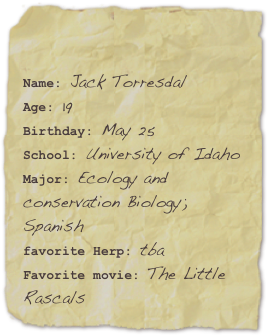 Name: Jack Torresdal
Age: 19
Birthday: May 25
School: University of Idaho
Major: Ecology and
conservation Biology;
Spanish
favorite Herp: tba
Favorite movie: The Little
Rascals